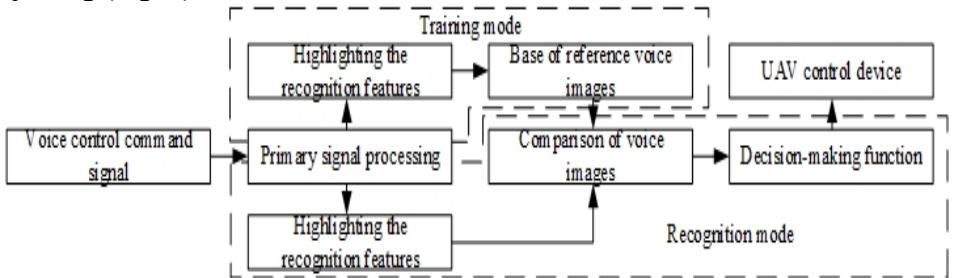 Training mode
Highlighting the
recognition features
Base of reference voice
images
UAV control device
Voice control command
signal
Primary signal processing
Comparison of voice
images
Decision-making function
Highlighting the
recognition features
Recognition mode